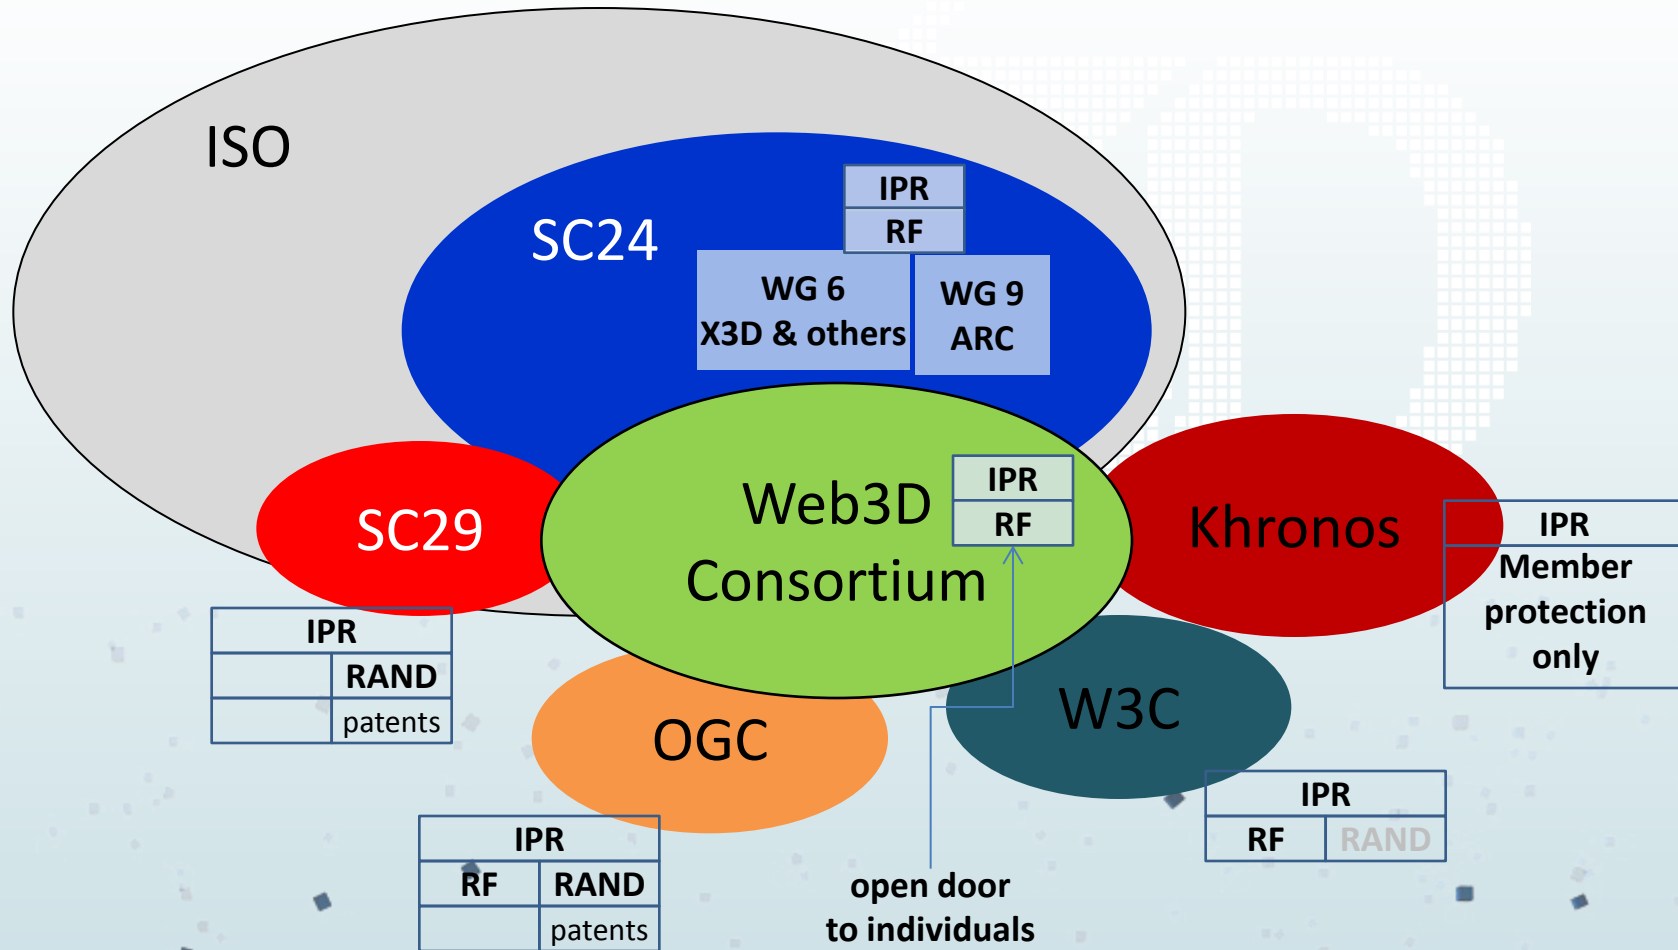 ISO
SC24
IPR
RF
WG 6
X3D & others
WG 9
ARC
Web3D
Consortium
IPR
RF
SC29
IPR
RAND
patents
Khronos
IPR
Member
protection
only
OGC
IPR
RF RAND
patents
W3C
IPR
RF RAND
open door
to individuals